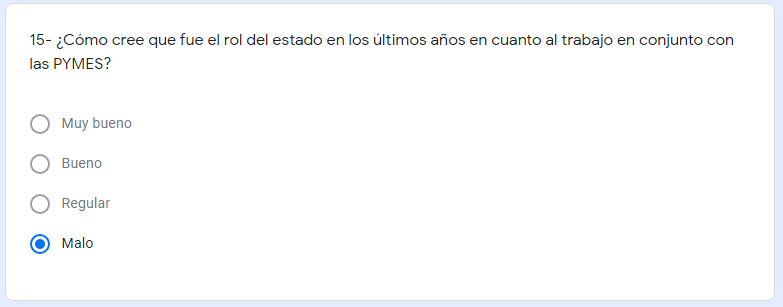 15- ¿Cómo cree que fue el rol del estado en los últimos años en cuanto al trabajo en conjunto con
las PYMES?
Muy bueno
Bueno
Regular
Malo